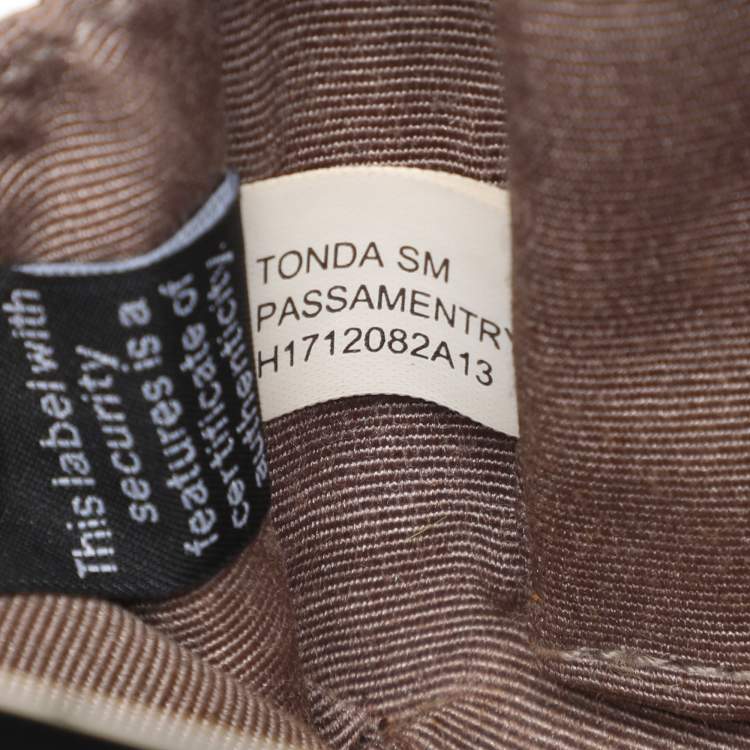 This label with
security
features is a
certificate of
authenticity.
TONDA SM
PASSAMENTRY
H1712082A13